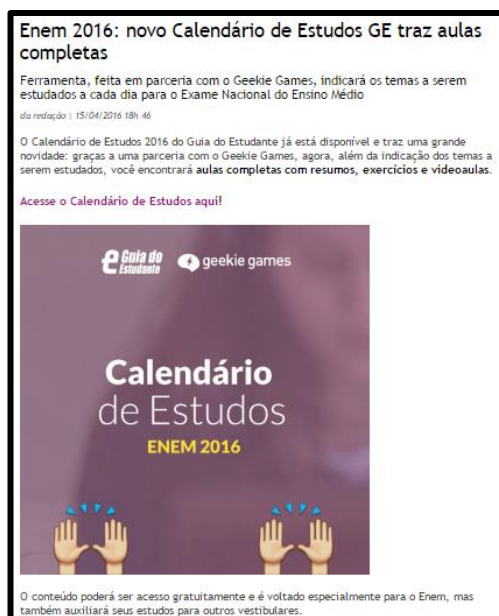 Enem 2016: novo Calendário de Estudos GE traz aulas
completas
Ferramenta, feita em parceria com o Geekie Games, indicará os temas a serem
estudados a cada dia para o Exame Nacional do Ensino Médio
da redação | 15/04/2016 18h 46
O Calendário de Estudos 2016 do Guia do Estudante já está disponível e traz uma grande
novidade: graças a uma parceria com o Geekie Games, agora, além da indicação dos temas a
serem estudados, você encontrará aulas completas com resumos, exercícios e videoaulas.
Acesse o Calendário de Estudos aqui!
e Guia do
Estudante
geekie games
Calendário
de Estudos
ENEM 2016
O conteúdo poderá ser acesso gratuitamente e é voltado especialmente para o Enem, mas
também auxiliará seus estudos para outros vestibulares.